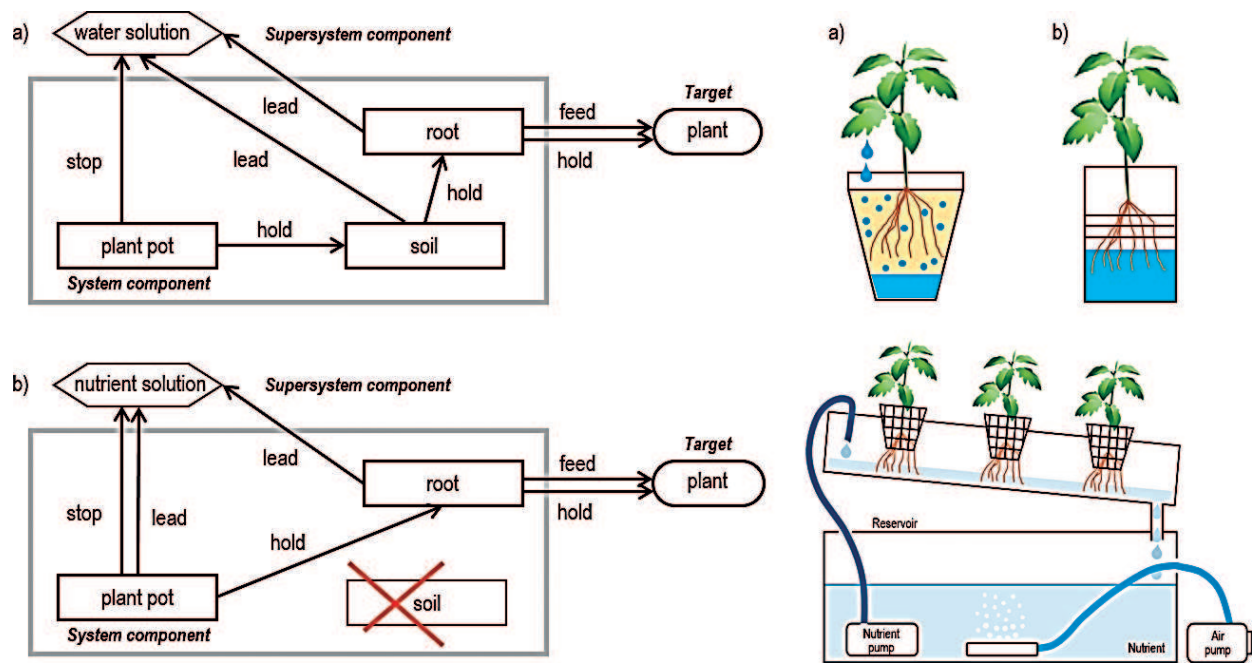 a)
water solution
Supersystem component
lead
stop
lead
root
feed
hold
Target
plant
hold
plant pot
hold
soil
System component
b)
nutrient solution
Supersystem component
lead
stop
lead
hold
root
feed
hold
Target
plant
plant pot
soil
System component
a)
b)
Reservoir
Nutrient
pump
Nutrient
Air
pump